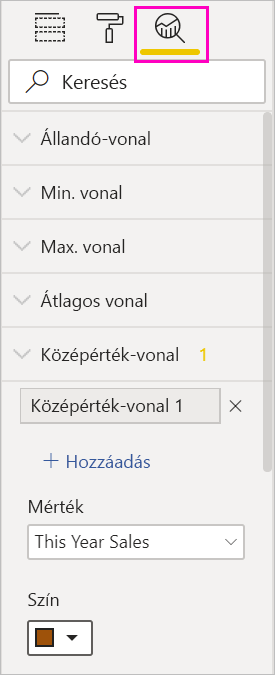 Keresés
Állandó-vonal
Min. vonal
Max. vonal
Átlagos vonal
Középérték-vonal 1
Középérték-vonal 1
Hozzáadás
Mérték
This Year Sales
Szín